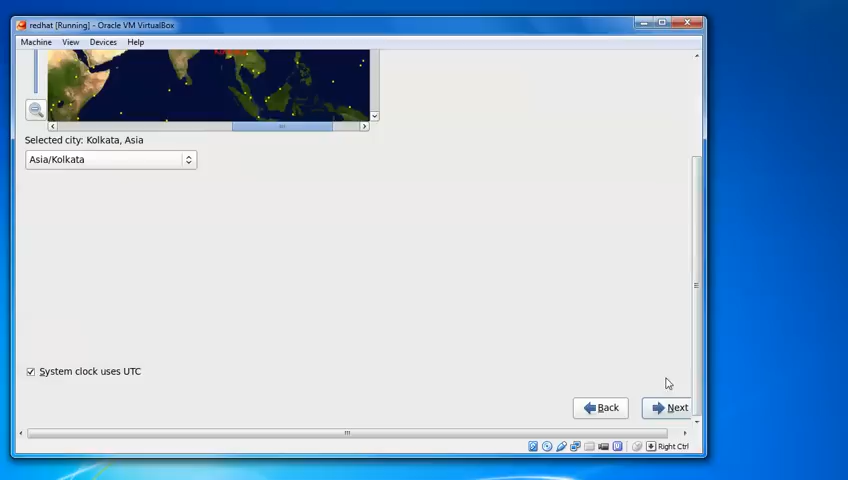 redhat [Running] - Oracle VM VirtualBox
Machine View Devices Help
Selected city: Kolkata, Asia
Asia/Kolkata
System clock uses UTC
Back Next
Right Ctrl